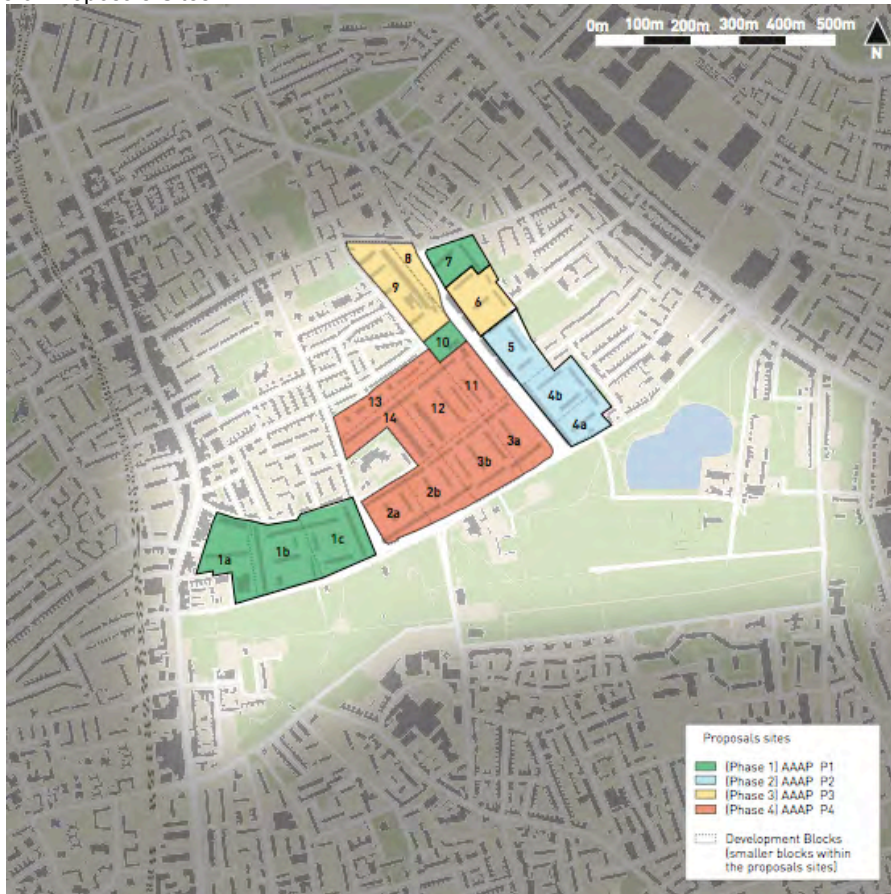 0m 100m 200m 300m 400m 500m
N
8
7
9
6
10
5
11
13
12
4b
14
4a
3a
3b
2b
2a
1c
1b
1a
Proposals sites
(Phase 1) AAAP P1
(Phase 2) AAAP P2
(Phase 3) AAAP P3
(Phase 4) AAAP P4
Development Blocks
(smaller blocks within
the proposals sites)